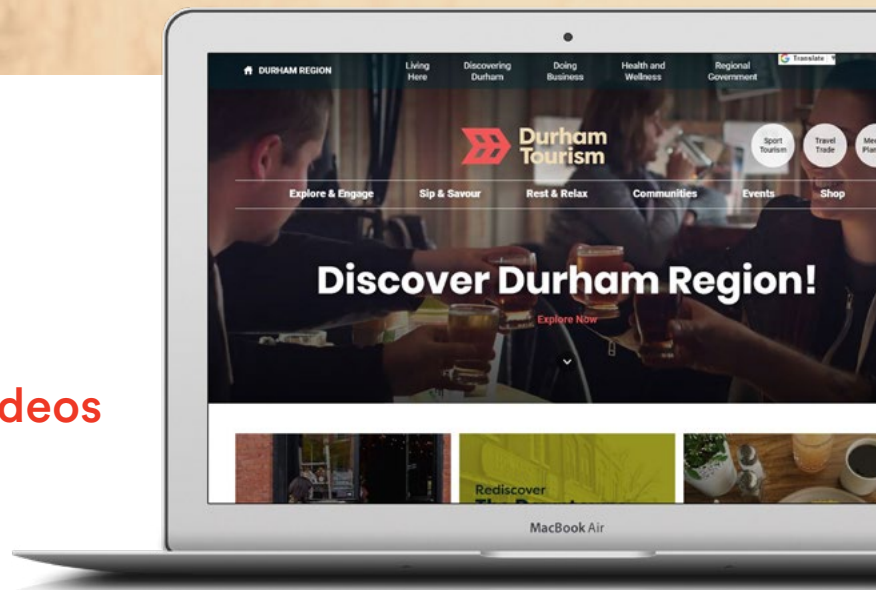 DURHAM REGION
Living
Here
Discovering
Durham
Doing
Business
Health and
Wellness
Regional
Government
Translate
Durham
Tourism
Sport
Tourism
Travel
Trade
Explore & Engage
Sip & Savour
Rest & Relax
Communities
Events
Shop
Discover Durham Region!
Explore Now
deos
Rediscover
MacBook Air